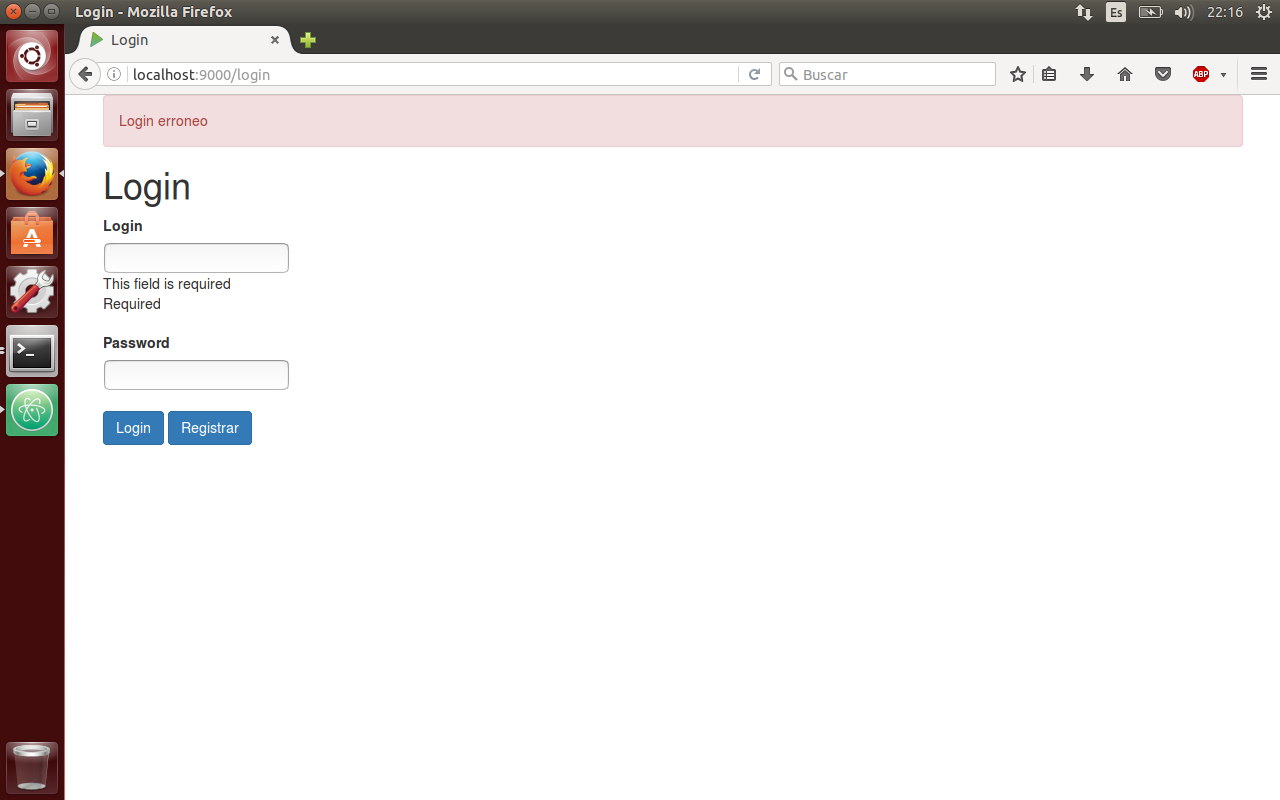 Login - Mozilla Firefox
Es
22:16
Login
localhost:9000/login
Buscar
ABP
Login erroneo
Login
Login
This field is required
Required
Password
Login Registrar